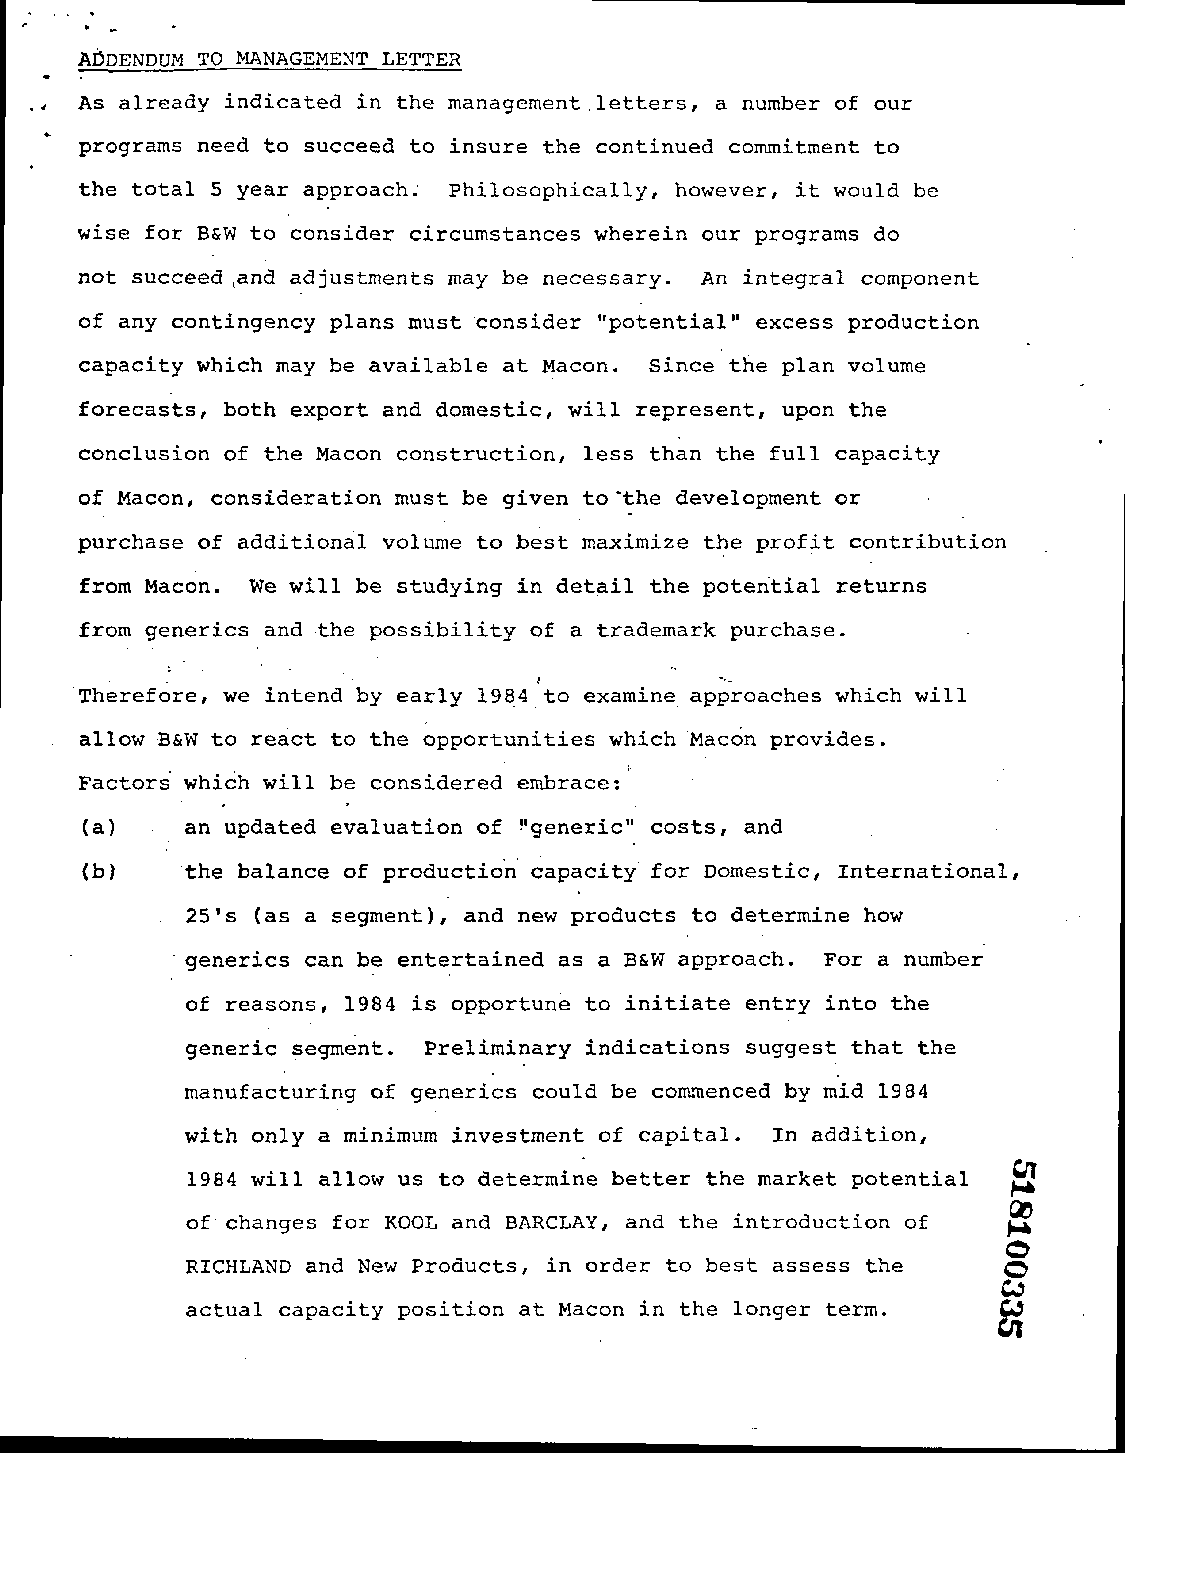 ADDENDUM TO MANAGEMENT LETTER
As already indicated in the management letters, a number of our
programs need to succeed to insure the continued commitment to
the total 5 year approach. Philosophically, however, it would be
wise for B&W to consider circumstances wherein our programs do
not succeed and adjustments may be necessary. An integral component
of any contingency plans must consider "potential" excess production
capacity which may be available at Macon. Since the plan volume
forecasts, both export and domestic, will represent, upon the
conclusion of the Macon construction, less than the full capacity
of Macon, consideration must be given to the development or
purchase of additional volume to best maximize the profit contribution
from Macon. We will be studying in detail the potential returns
from generics and the possibility of a trademark purchase.
Therefore, we intend by early 1984 to examine approaches which will
allow B&W to react to the opportunities which Macon provides.
Factors which will be considered embrace:
(a) an updated evaluation of "generic" costs, and
(b) the balance of production capacity for Domestic, International,
25's (as a segment), and new products to determine how
generics can be entertained as a B&W approach. For a number
of reasons, 1984 is opportune to initiate entry into the
generic segment. Preliminary indications suggest that the
manufacturing of generics could be commenced by mid 1984
with only a minimum investment of capital. In addition,
1984 will allow us to determine better the market potential
of changes for KOOL and BARCLAY, and the introduction of
RICHLAND and New Products, in order to best assess the
actual capacity position at Macon in the longer term.
518100335